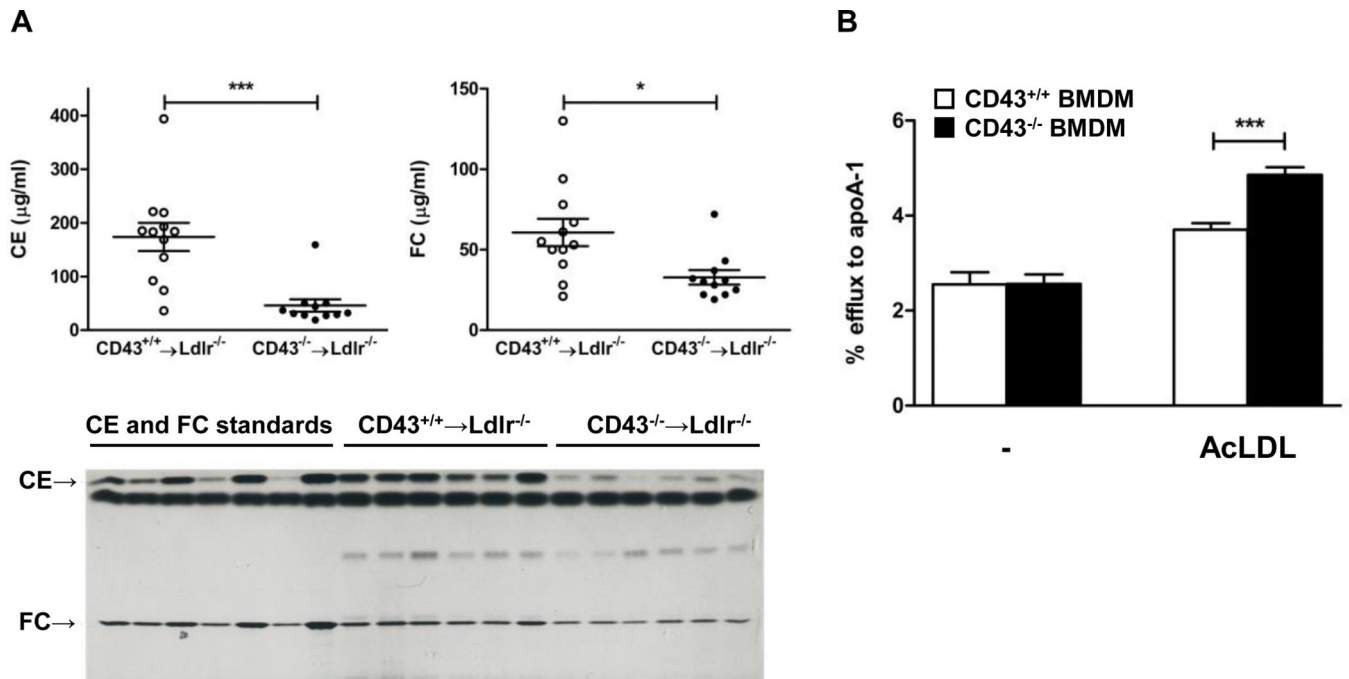 A
B
***
*
400
300
200
100
0
CE (µg/ml)
CD43+/+→Ldlr-/-
CD43-/-→Ldlr-/-
150
100
50
0
FC (µg/ml)
CD43+/+→Ldlr-/-
CD43-/-→Ldlr-/-
CD43+/+ BMDM
CD43-/- BMDM
***
6
4
2
0
% efflux to apoA-1
-
AcLDL
CE and FC standards
CD43+/+→Ldlr-/-
CD43-/-→Ldlr-/-
CE→
FC→